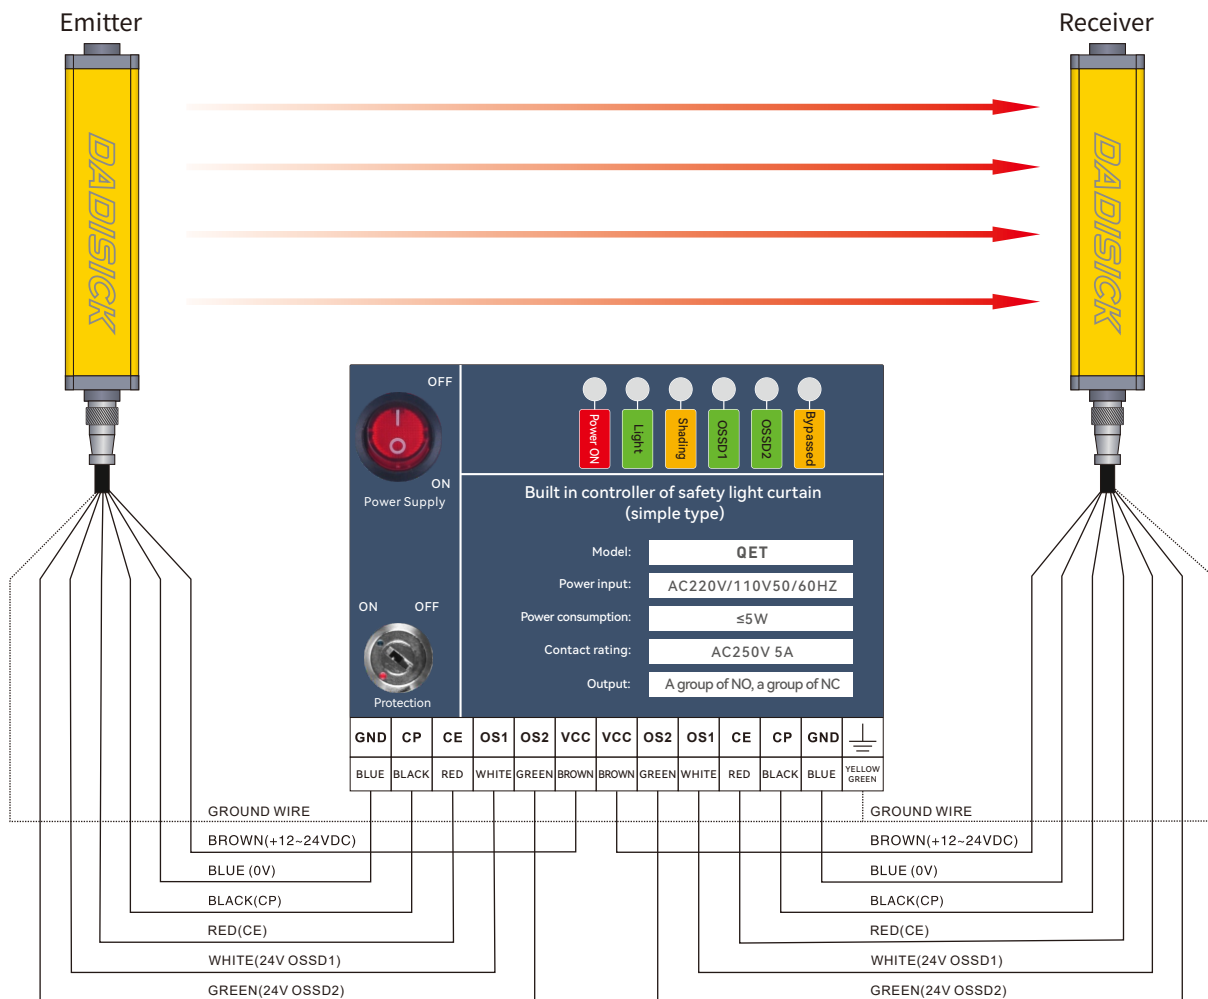 Emitter
Receiver
DADISICK
DADISICK
OFF
ON
Power Supply
Power ON
Light
Shading
OSSD1
OSSD2
Bypassed
Built in controller of safety light curtain
(simple type)
Model: QET
Power input: AC220V/110V50/60HZ
Power consumption: ≤5W
Contact rating: AC250V 5A
Output: A group of NO, a group of NC
ON OFF
Protection
GND CP CE OS1 OS2 VCC VCC OS2 OS1 CE CP GND
BLUE BLACK RED WHITE GREEN BROWN BROWN GREEN WHITE RED BLACK BLUE YELLOW
GREEN
GROUND WIRE GROUND WIRE
BROWN(+12~24VDC) BROWN(+12~24VDC)
BLUE (0V) BLUE (0V)
BLACK(CP) BLACK(CP)
RED(CE) RED(CE)
WHITE(24V OSSD1) WHITE(24V OSSD1)
GREEN(24V OSSD2) GREEN(24V OSSD2)